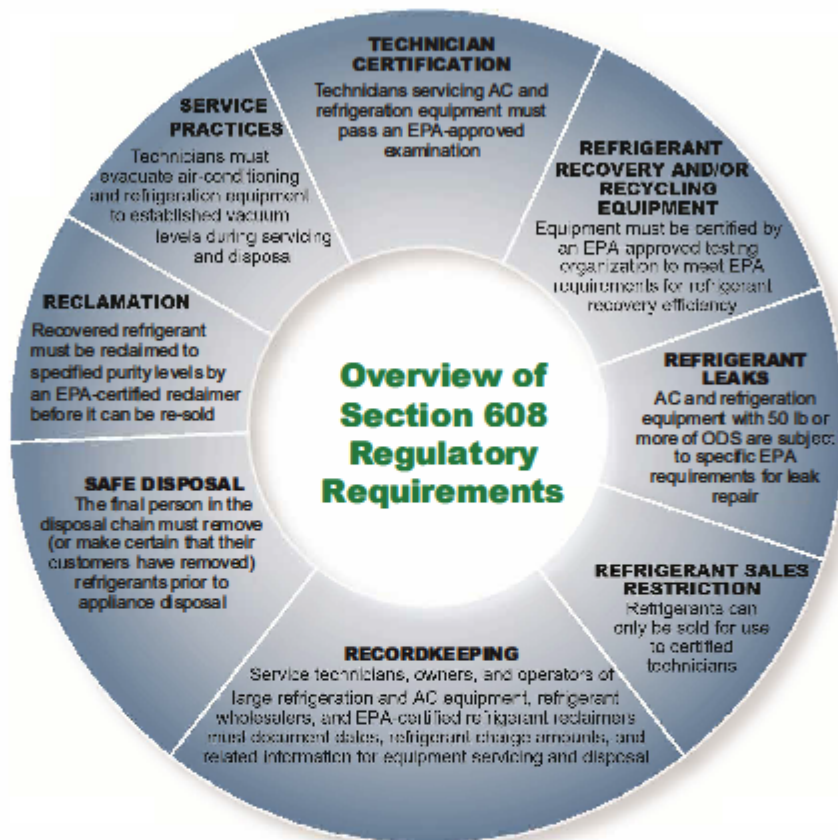 TECHNICIAN
CERTIFICATION
Technicians servicing AC and
refrigeration equipment must
pass an EPA-approved
examination
REFRIGERANT
RECOVERY AND/OR
RECYCLING
EQUIPMENT
Equipment must be certified by
an EPA approved testing
organization to meet EPA
requirements for refrigerant
recovery efficiency
REFRIGERANT
LEAKS
AC and refrigeration
equipment with 50 lb or
more of ODS are subject
to specific EPA
requirements for leak
repair
REFRIGERANT SALES
RESTRICTION
Refrigerants can
only be sold for use
to certified
technicians
RECORDKEEPING
Service technicians, owners, and operators of
large refrigeration and AC equipment, refrigerant
wholesalers, and EPA-certified refrigerant reclaimers
must document dates, refrigerant charge amounts, and
related information for equipment servicing and disposal
SAFE DISPOSAL
The final person in the
disposal chain must remove
(or make certain that their
customers have removed)
refrigerants prior to
appliance disposal
RECLAMATION
Recovered refrigerant
must be reclaimed to
specified purity levels by
an EPA-certified reclaimer
before it can be re-sold
SERVICE
PRACTICES
Technicians must
evacuate air-conditioning
and refrigeration equipment
to established vacuum
levels during servicing
and disposal
Overview of
Section 608
Regulatory
Requirements